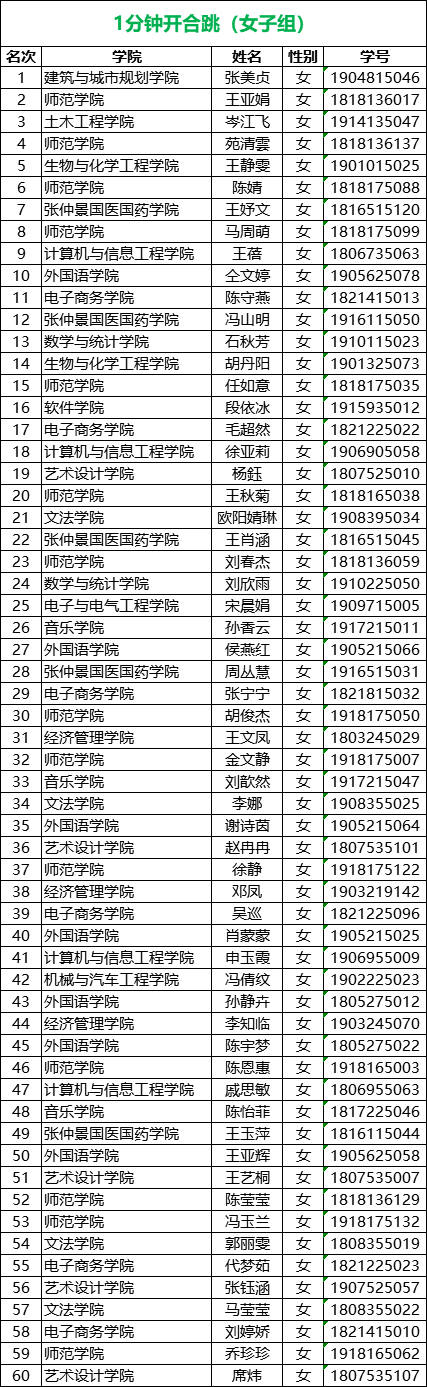 1分钟开合跳（女子组）
名次 学院 姓名 性别 学号
1 建筑与城市规划学院 张美贞 女 1904815046
2 师范学院 王亚娟 女 1818136017
3 土木工程学院 岑江飞 女 1914135047
4 师范学院 苑清雲 女 1818136137
5 生物与化学工程学院 王静雯 女 1901015025
6 师范学院 陈婧 女 1818175088
7 张仲景国医国药学院 王妤文 女 1816515120
8 师范学院 马周萌 女 1818175099
9 计算机与信息工程学院 王蓓 女 1806735063
10 外国语学院 仝文婷 女 1905625078
11 电子商务学院 陈守燕 女 1821415013
12 张仲景国医国药学院 冯山明 女 1916115050
13 数学与统计学院 石秋芳 女 1910115023
14 生物与化学工程学院 胡丹阳 女 1901325073
15 师范学院 任如意 女 1818175035
16 软件学院 段依冰 女 1915935012
17 电子商务学院 毛超然 女 1821225022
18 计算机与信息工程学院 徐亚莉 女 1906905058
19 艺术设计学院 杨鈺 女 1807525010
20 师范学院 王秋菊 女 1818165038
21 文法学院 欧阳婧琳 女 1908395034
22 张仲景国医国药学院 王肖涵 女 1816515045
23 师范学院 刘春杰 女 1818136059
24 数学与统计学院 刘欣雨 女 1910225050
25 电子与电气工程学院 宋晨娟 女 1909715005
26 音乐学院 孙香云 女 1917215011
27 外国语学院 侯燕红 女 1905215066
28 张仲景国医国药学院 周丛慧 女 1916515031
29 电子商务学院 张宁宁 女 1821815032
30 师范学院 胡俊杰 女 1918175050
31 经济管理学院 王文凤 女 1803245029
32 师范学院 金文静 女 1918175007
33 音乐学院 刘歆然 女 1917215047
34 文法学院 李娜 女 1908355025
35 外国语学院 谢诗茵 女 1905215064
36 艺术设计学院 赵冉冉 女 1807535101
37 师范学院 徐静 女 1918175122
38 经济管理学院 邓凤 女 1903219142
39 电子商务学院 吴巡 女 1821225096
40 外国语学院 肖蒙蒙 女 1905215025
41 计算机与信息工程学院 申玉霞 女 1906955009
42 机械与汽车工程学院 冯倩纹 女 1902225023
43 外国语学院 孙静卉 女 1805275012
44 经济管理学院 李知临 女 1903245070
45 外国语学院 陈宇梦 女 1805275022
46 师范学院 陈恩惠 女 1918165003
47 计算机与信息工程学院 戚思敏 女 1806955063
48 音乐学院 陈怡菲 女 1817225046
49 张仲景国医国药学院 王玉萍 女 1816115044
50 外国语学院 王亚辉 女 1905625058
51 艺术设计学院 王艺桐 女 1807535007
52 师范学院 陈莹莹 女 1818136129
53 师范学院 冯玉兰 女 1918175132
54 文法学院 郭丽雯 女 1808355019
55 电子商务学院 代梦茹 女 1821225023
56 艺术设计学院 张钰涵 女 1907525057
57 文法学院 马莹莹 女 1808355022
58 电子商务学院 刘婷娇 女 1821415010
59 师范学院 乔珍珍 女 1918165062
60 艺术设计学院 席炜 女 1807535107